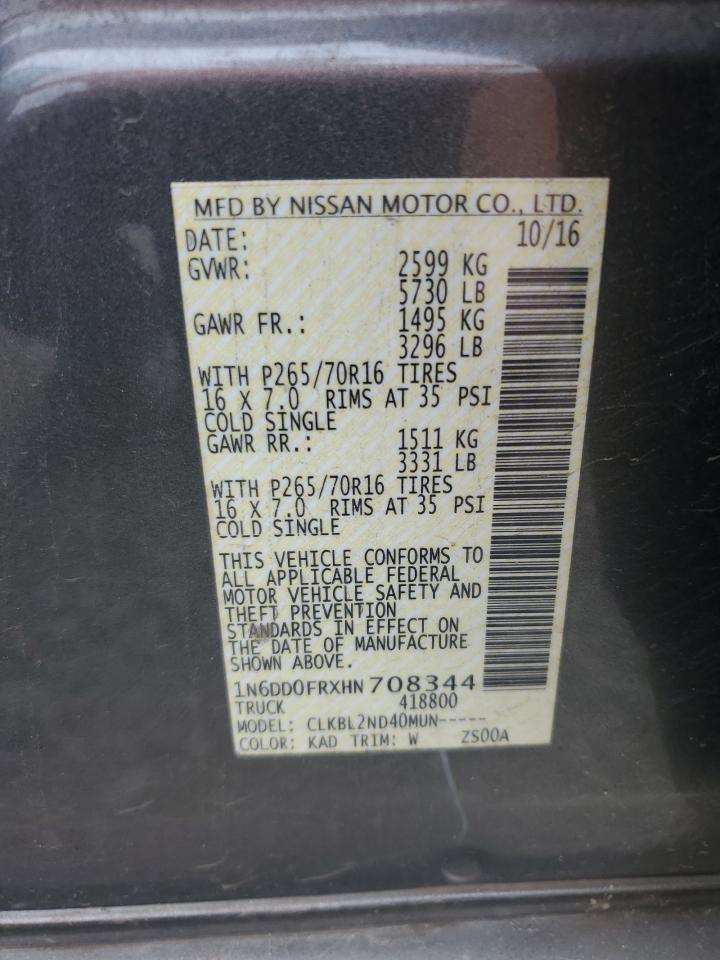 MFD BY NISSAN MOTOR CO., LTD.
DATE: 10/16
GVWR: 2599 KG
5730 LB
GAWR FR.: 1495 KG
3296 LB
WITH P265/70R16 TIRES
16 X 7.0 RIMS AT 35 PSI
COLD SINGLE
GAWR RR.: 1511 KG
3331 LB
WITH P265/70R16 TIRES
16 X 7.0 RIMS AT 35 PSI
COLD SINGLE
THIS VEHICLE CONFORMS TO
ALL APPLICABLE FEDERAL
MOTOR VEHICLE SAFETY AND
THEFT PREVENTION
STANDARDS IN EFFECT ON
THE DATE OF MANUFACTURE
SHOWN ABOVE.
1N6DD0FRXHN 708344
TRUCK 418800
MODEL: CLKBL2ND40MUN-----
COLOR: KAD TRIM: W ZS00A